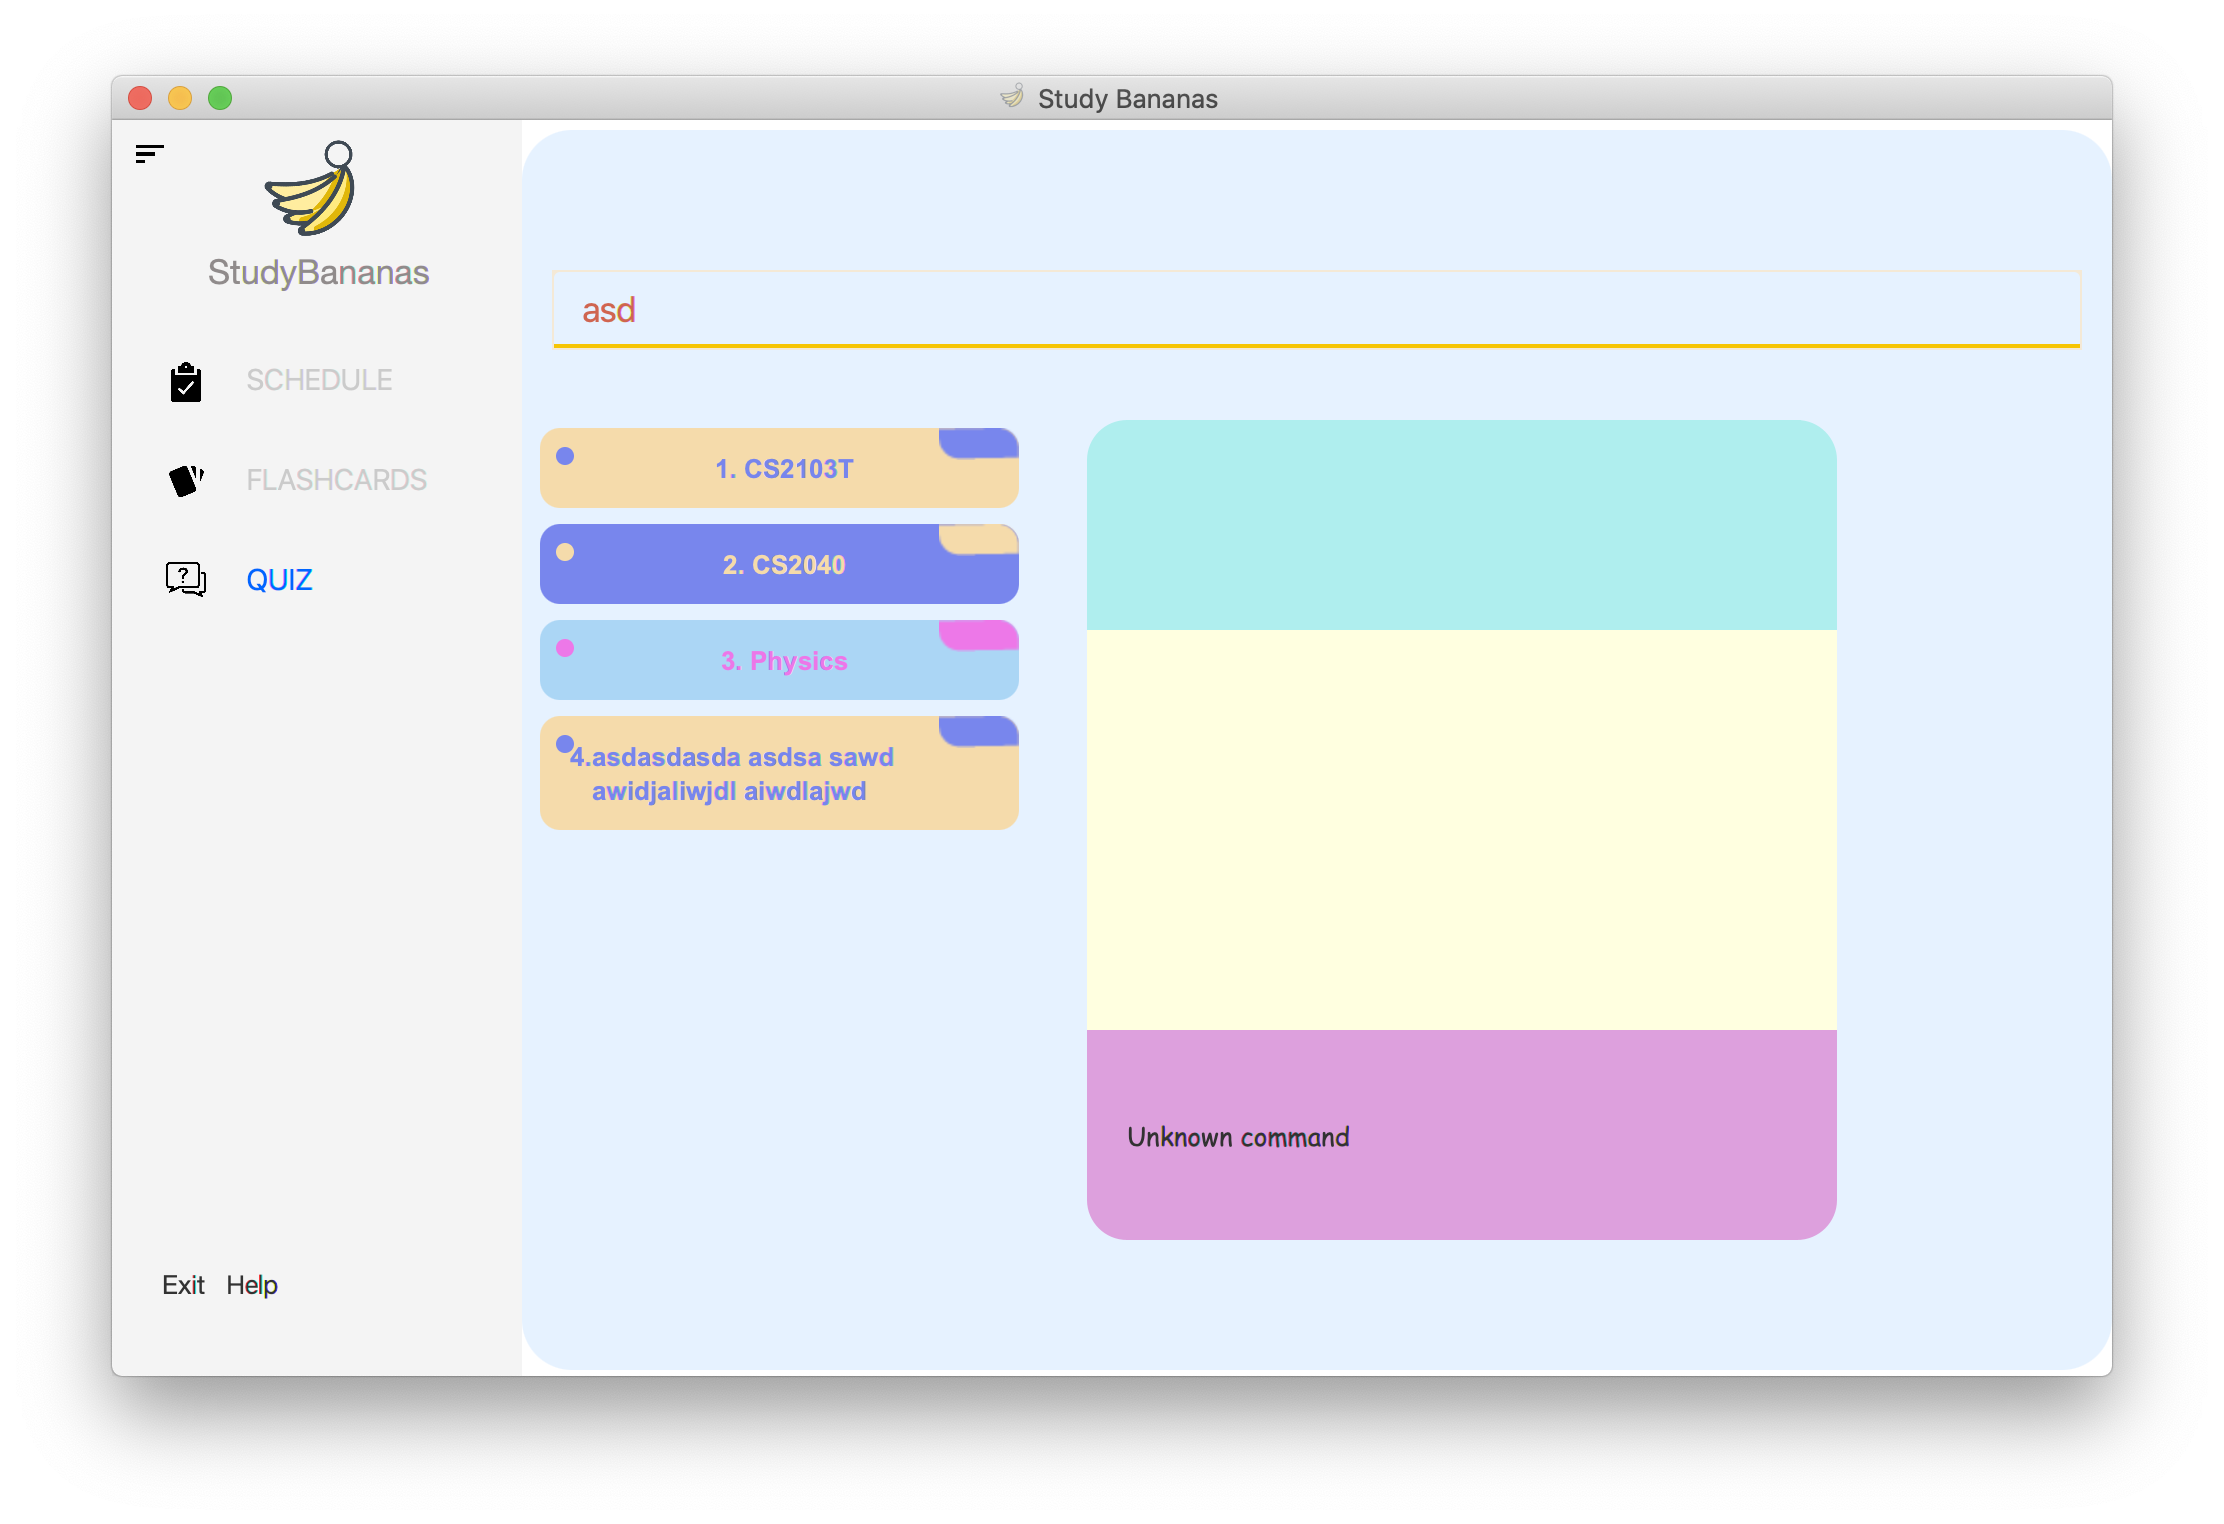 Study Bananas
StudyBananas
SCHEDULE
FLASHCARDS
QUIZ
Exit Help
asd
1. CS2103T
2. CS2040
3. Physics
4.asdasdasda asdsa sawd
awidjaliwjdl aiwdlajwd
Unknown command